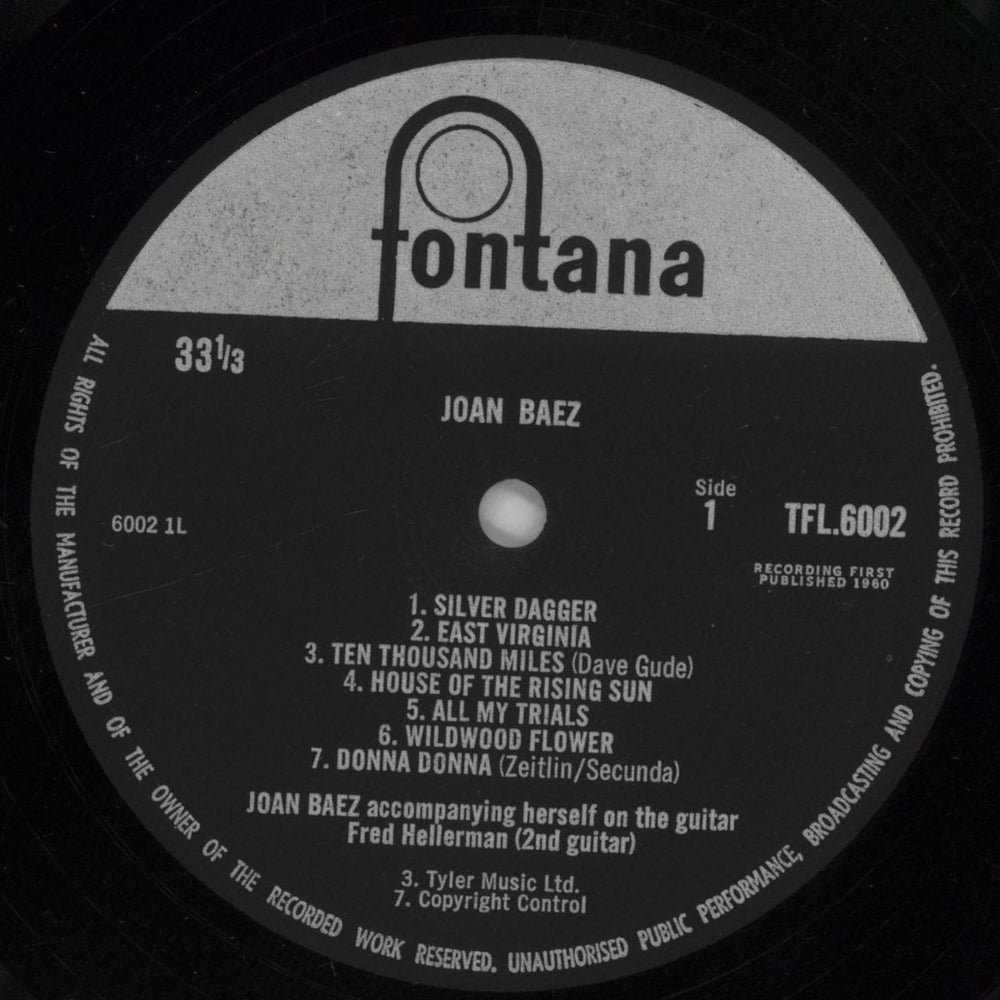 fontana
33⅓
JOAN BAEZ
Side
1
TFL.6002
6002 1L
RECORDING FIRST
PUBLISHED 1960
1. SILVER DAGGER
2. EAST VIRGINIA
3. TEN THOUSAND MILES (Dave Gude)
4. HOUSE OF THE RISING SUN
5. ALL MY TRIALS
6. WILDWOOD FLOWER
7. DONNA DONNA (Zeitlin/Secunda)
JOAN BAEZ accompanying herself on the guitar
Fred Hellerman (2nd guitar)
3. Tyler Music Ltd.
7. Copyright Control
ALL RIGHTS OF THE MANUFACTURER AND OF THE OWNER OF THE RECORDED WORK RESERVED. UNAUTHORISED PUBLIC PERFORMANCE, BROADCASTING AND COPYING OF THIS RECORD PROHIBITED.